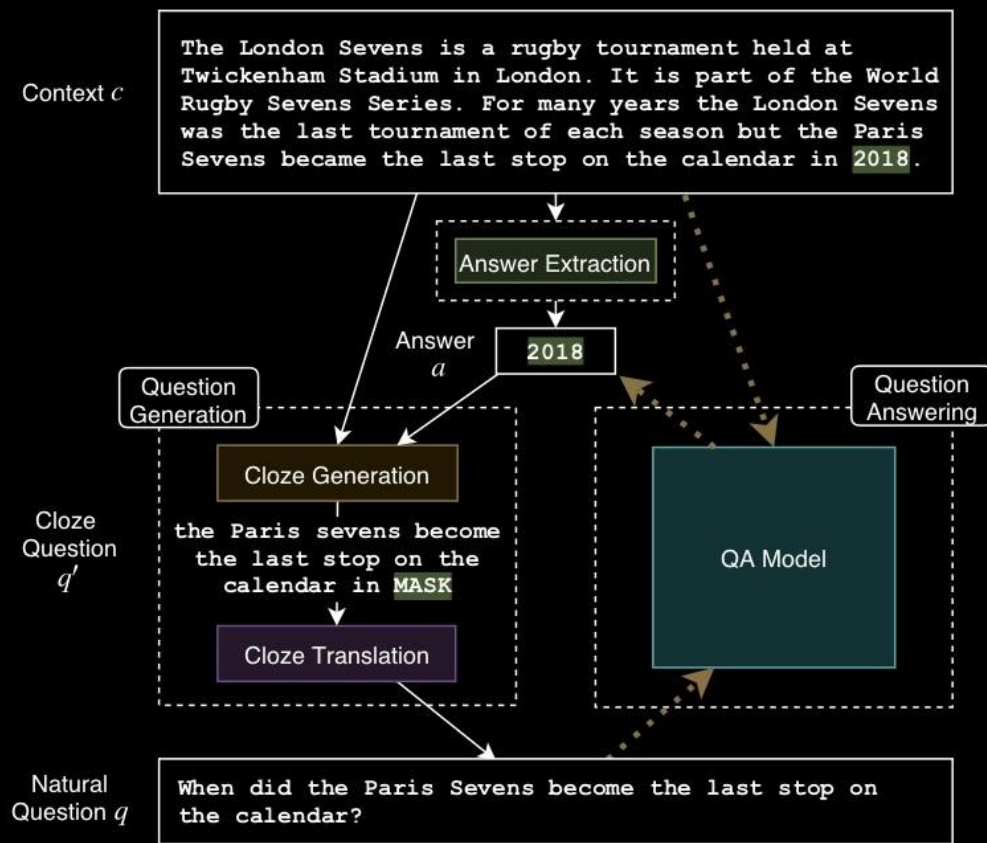 The London Sevens is a rugby tournament held at
Twickenham Stadium in London. It is part of the World
Rugby Sevens Series. For many years the London Sevens
was the last tournament of each season but the Paris
Sevens became the last stop on the calendar in 2018.
Context c
Answer Extraction
Answer
a
2018
Question
Generation
Question
Answering
Cloze Generation
Cloze
Question
q'
the Paris sevens become
the last stop on the
calendar in MASK
QA Model
Cloze Translation
Natural
Question q
When did the Paris Sevens become the last stop on
the calendar?